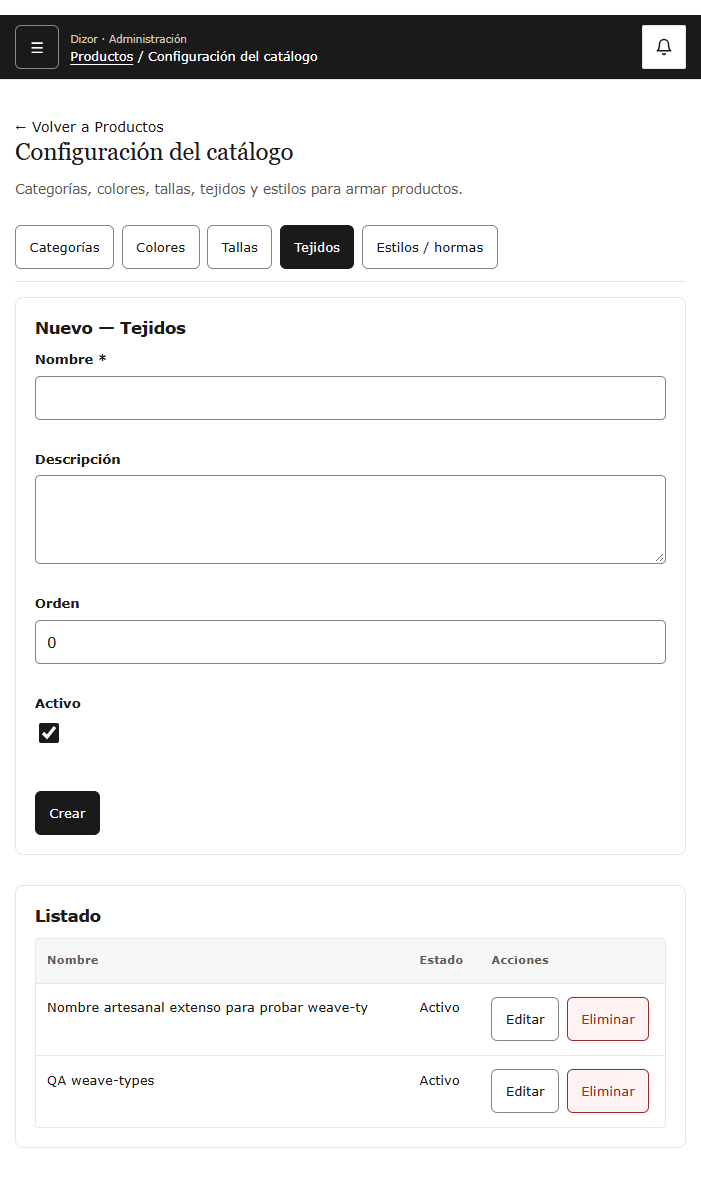 ☰
Dizor · Administración
Productos / Configuración del catálogo
← Volver a Productos
Configuración del catálogo
Categorías, colores, tallas, tejidos y estilos para armar productos.
Categorías Colores Tallas Tejidos Estilos / hormas
Nuevo — Tejidos
Nombre *
Descripción
Orden
0
Activo
Crear
Listado
Nombre Estado Acciones
Nombre artesanal extenso para probar weave-ty Activo Editar Eliminar
QA weave-types Activo Editar Eliminar